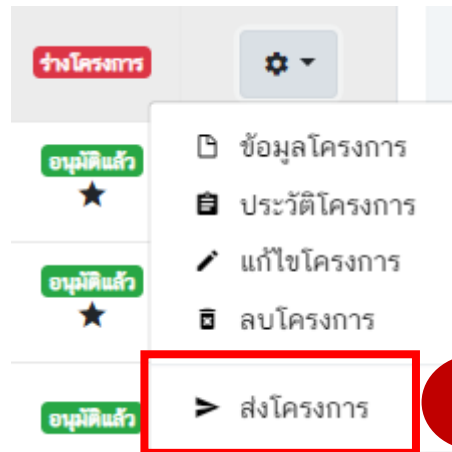 ร่างโครงการ
ข้อมูลโครงการ
อนุมัติแล้ว
ประวัติโครงการ
แก้ไขโครงการ
อนุมัติแล้ว
ลบโครงการ
ส่งโครงการ
อนุมัติแล้ว